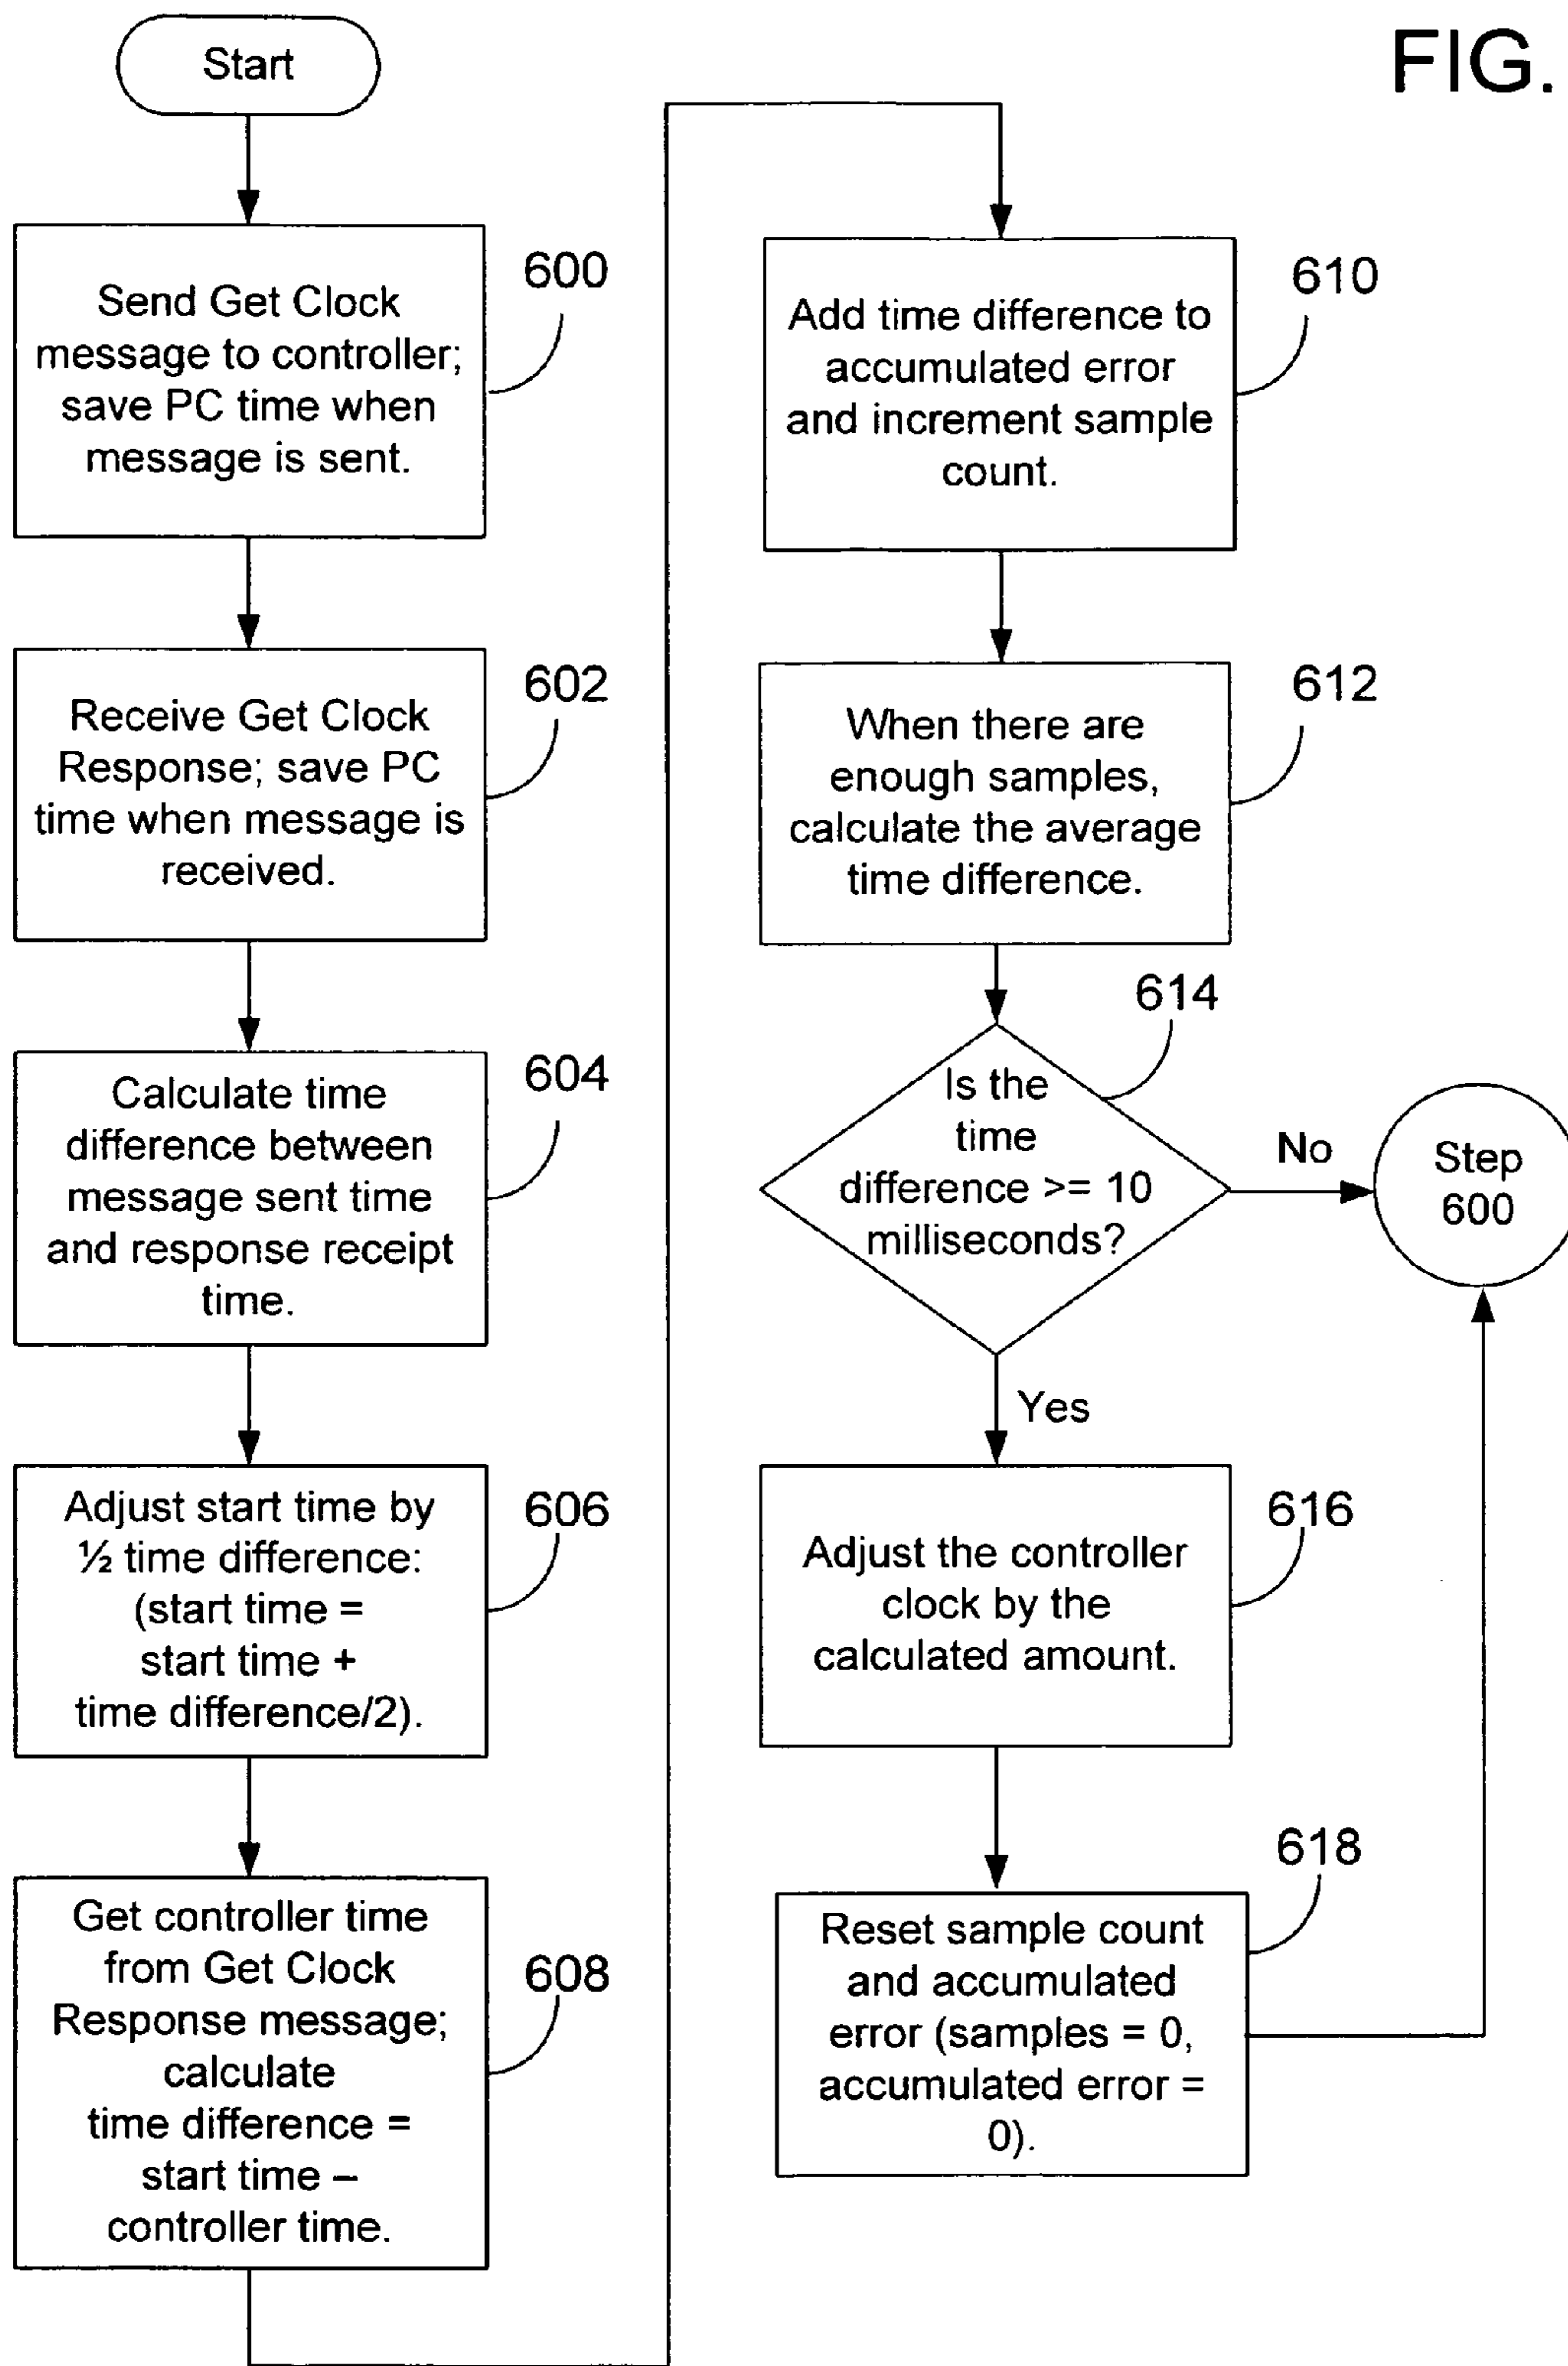 FIG.
Start
600
Send Get Clock
message to controller;
save PC time when
message is sent.
602
Receive Get Clock
Response; save PC
time when message is
received.
604
Calculate time
difference between
message sent time
and response receipt
time.
606
Adjust start time by
½ time difference:
(start time =
start time +
time difference/2).
608
Get controller time
from Get Clock
Response message;
calculate
time difference =
start time –
controller time.
610
Add time difference to
accumulated error
and increment sample
count.
612
When there are
enough samples,
calculate the average
time difference.
614
Is the
time
difference >= 10
milliseconds?
No
Step
600
Yes
616
Adjust the controller
clock by the
calculated amount.
618
Reset sample count
and accumulated
error (samples = 0,
accumulated error =
0).